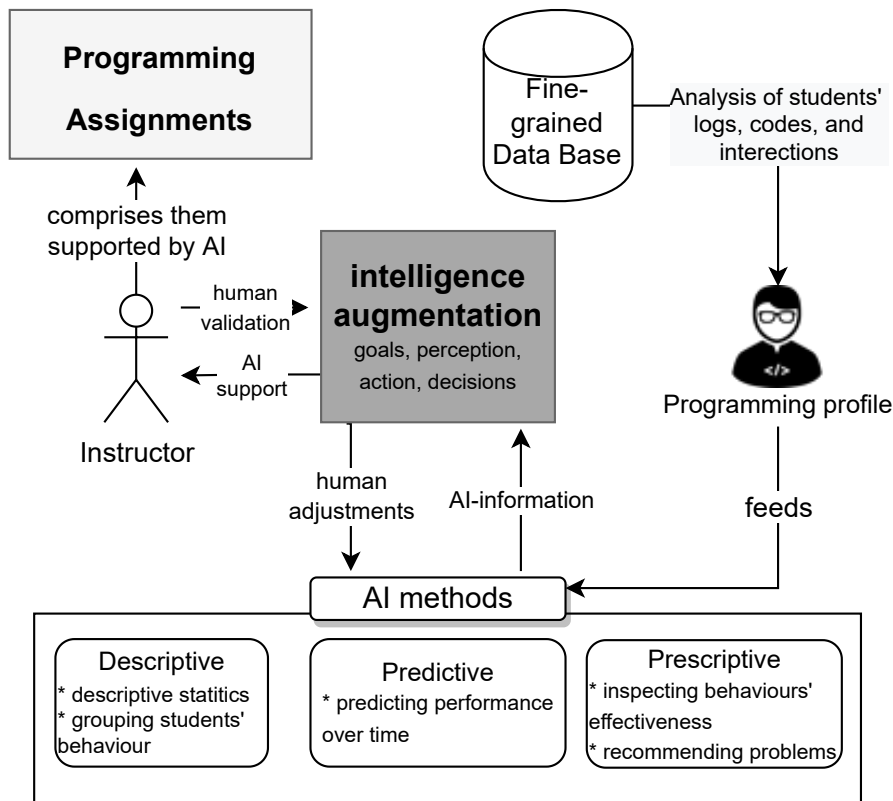 Programming
Assignments
Fine-
grained
Data Base
Analysis of students'
logs, codes, and
interections
comprises them
supported by AI
intelligence
augmentation
goals, perception,
action, decisions
human
validation
AI
support
Instructor
</>
Programming profile
human
adjustments
AI-information
feeds
AI methods
Descriptive
* descriptive statitics
* grouping students'
behaviour
Predictive
* predicting performance
over time
Prescriptive
* inspecting behaviours'
effectiveness
* recommending problems